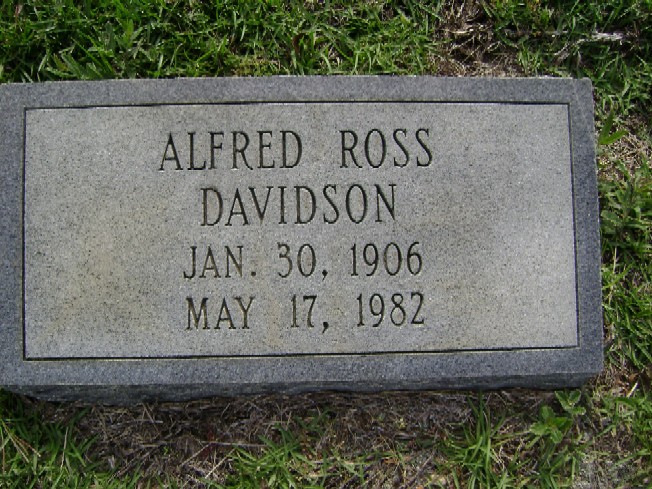 ALFRED ROSS
DAVIDSON
JAN. 30, 1906
MAY 17, 1982